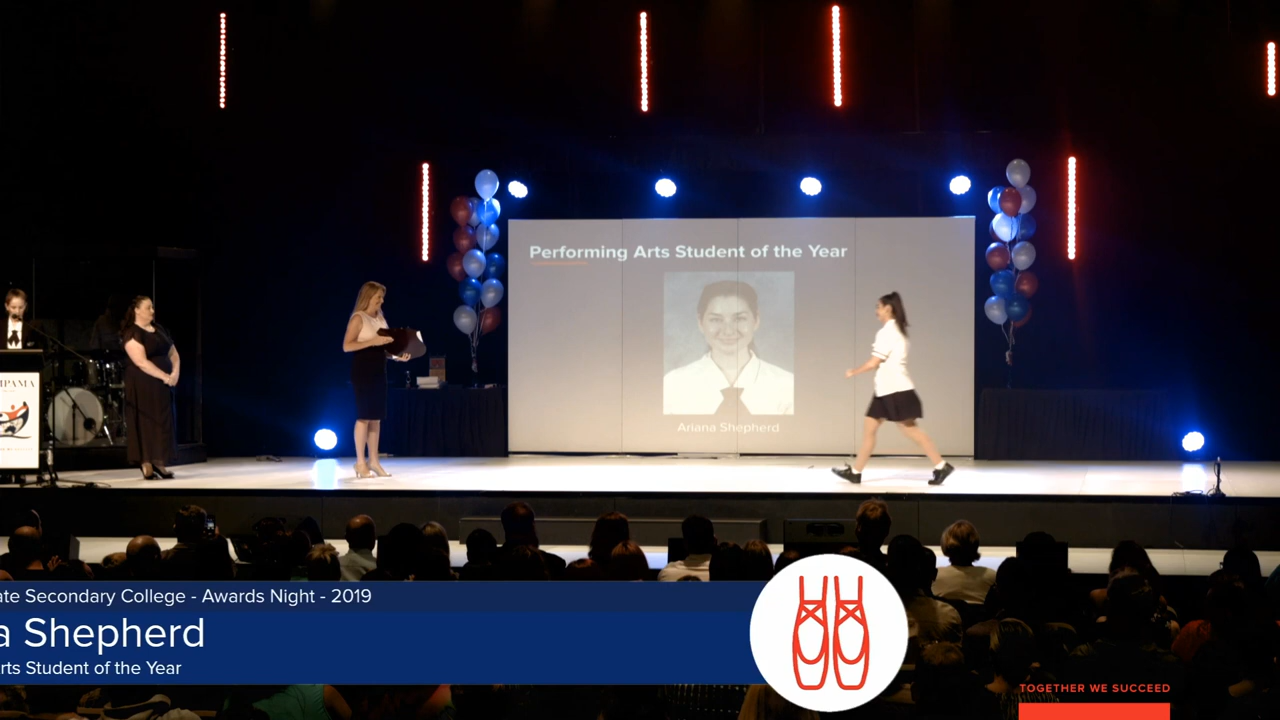 Performing Arts Student of the Year
Ariana Shepherd
MPAMA
ate Secondary College - Awards Night - 2019
a Shepherd
rts Student of the Year
TOGETHER WE SUCCEED